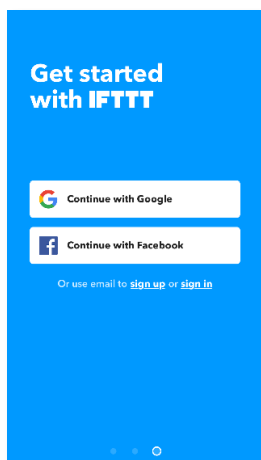 Get started
with IFTTT
Continue with Google
Continue with Facebook
Or use email to sign up or sign in